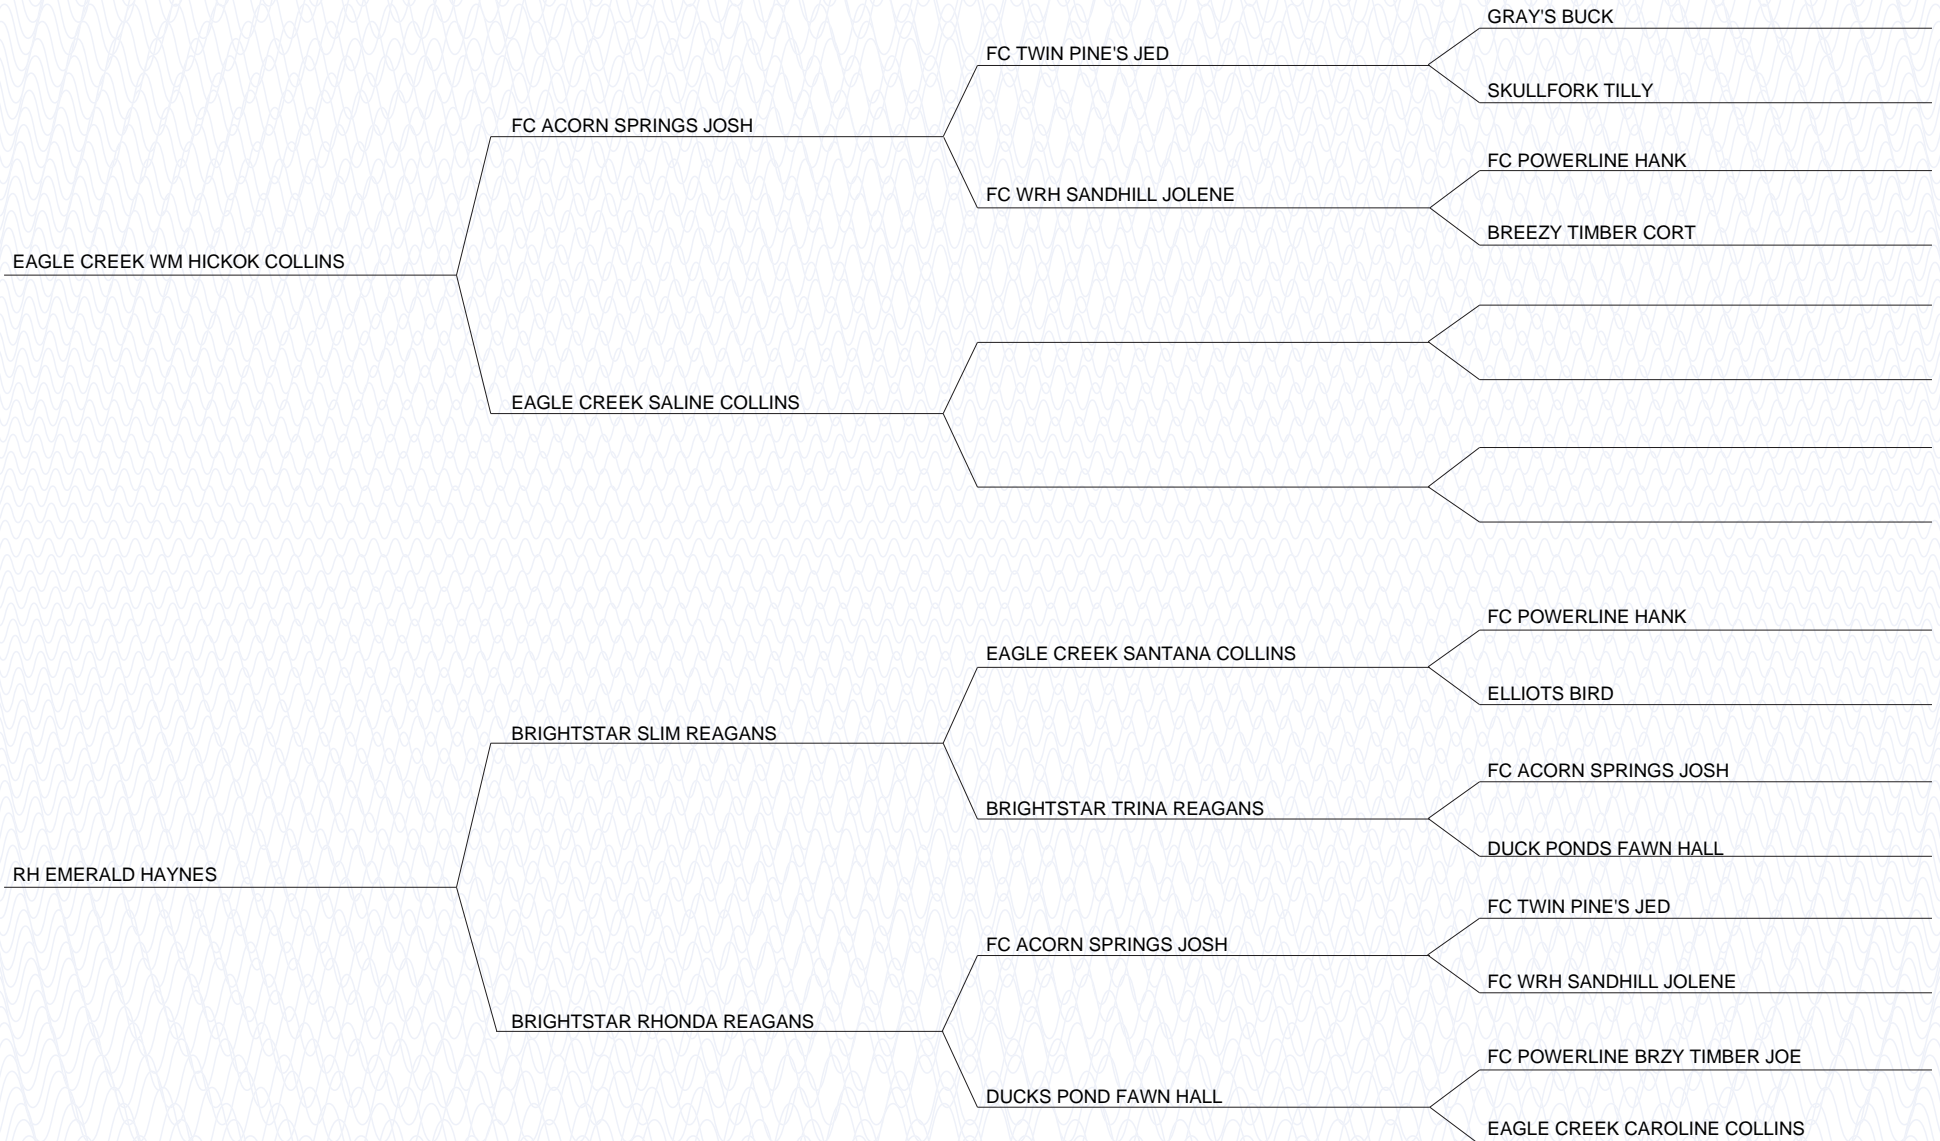 GRAY'S BUCK
FC TWIN PINE'S JED
SKULLFORK TILLY
FC ACORN SPRINGS JOSH
FC POWERLINE HANK
FC WRH SANDHILL JOLENE
BREEZY TIMBER CORT
EAGLE CREEK WM HICKOK COLLINS
EAGLE CREEK SALINE COLLINS
FC POWERLINE HANK
EAGLE CREEK SANTANA COLLINS
ELLIOTS BIRD
BRIGHTSTAR SLIM REAGANS
FC ACORN SPRINGS JOSH
BRIGHTSTAR TRINA REAGANS
DUCK PONDS FAWN HALL
RH EMERALD HAYNES
FC TWIN PINE'S JED
FC ACORN SPRINGS JOSH
FC WRH SANDHILL JOLENE
BRIGHTSTAR RHONDA REAGANS
FC POWERLINE BRZY TIMBER JOE
DUCKS POND FAWN HALL
EAGLE CREEK CAROLINE COLLINS